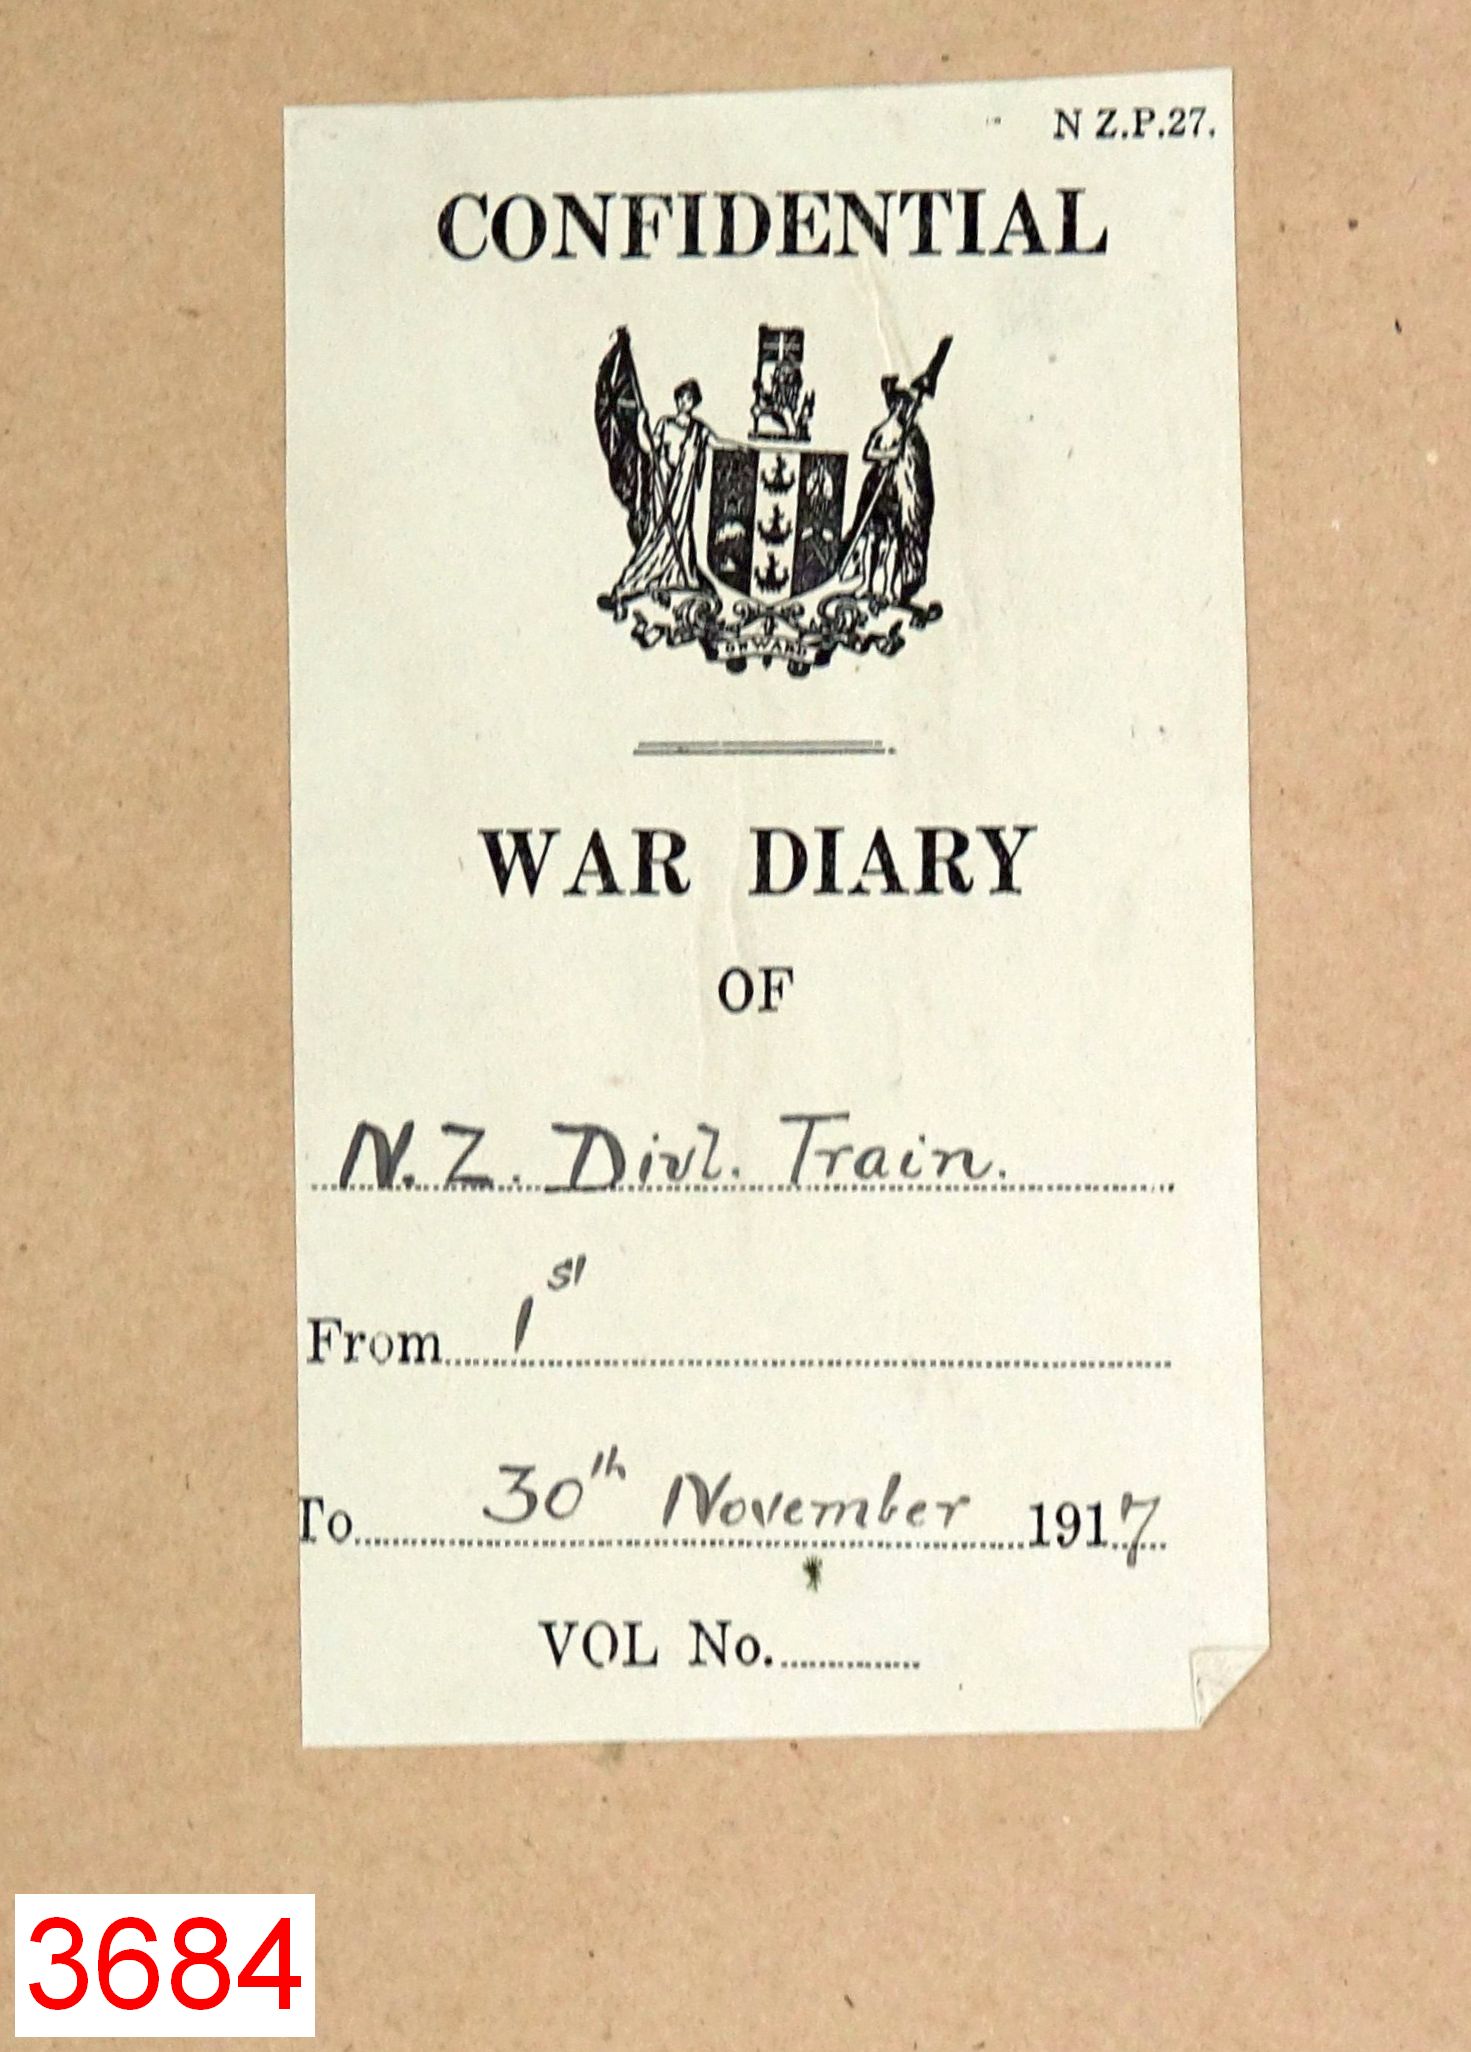 N Z.P.27.
CONFIDENTIAL
ONWARD
WAR DIARY
OF
N.Z. Divl. Train.
From 1st
To 30th November 1917
VOL No.
3684